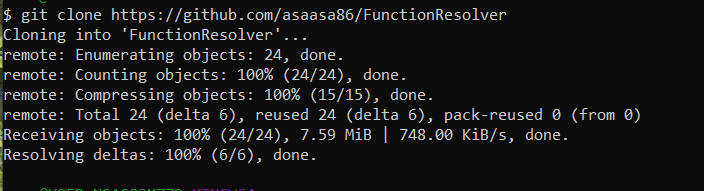 $ git clone https://github.com/asaasa86/FunctionResolver
Cloning into 'FunctionResolver'...
remote: Enumerating objects: 24, done.
remote: Counting objects: 100% (24/24), done.
remote: Compressing objects: 100% (15/15), done.
remote: Total 24 (delta 6), reused 24 (delta 6), pack-reused 0 (from 0)
Receiving objects: 100% (24/24), 7.59 MiB | 748.00 KiB/s, done.
Resolving deltas: 100% (6/6), done.